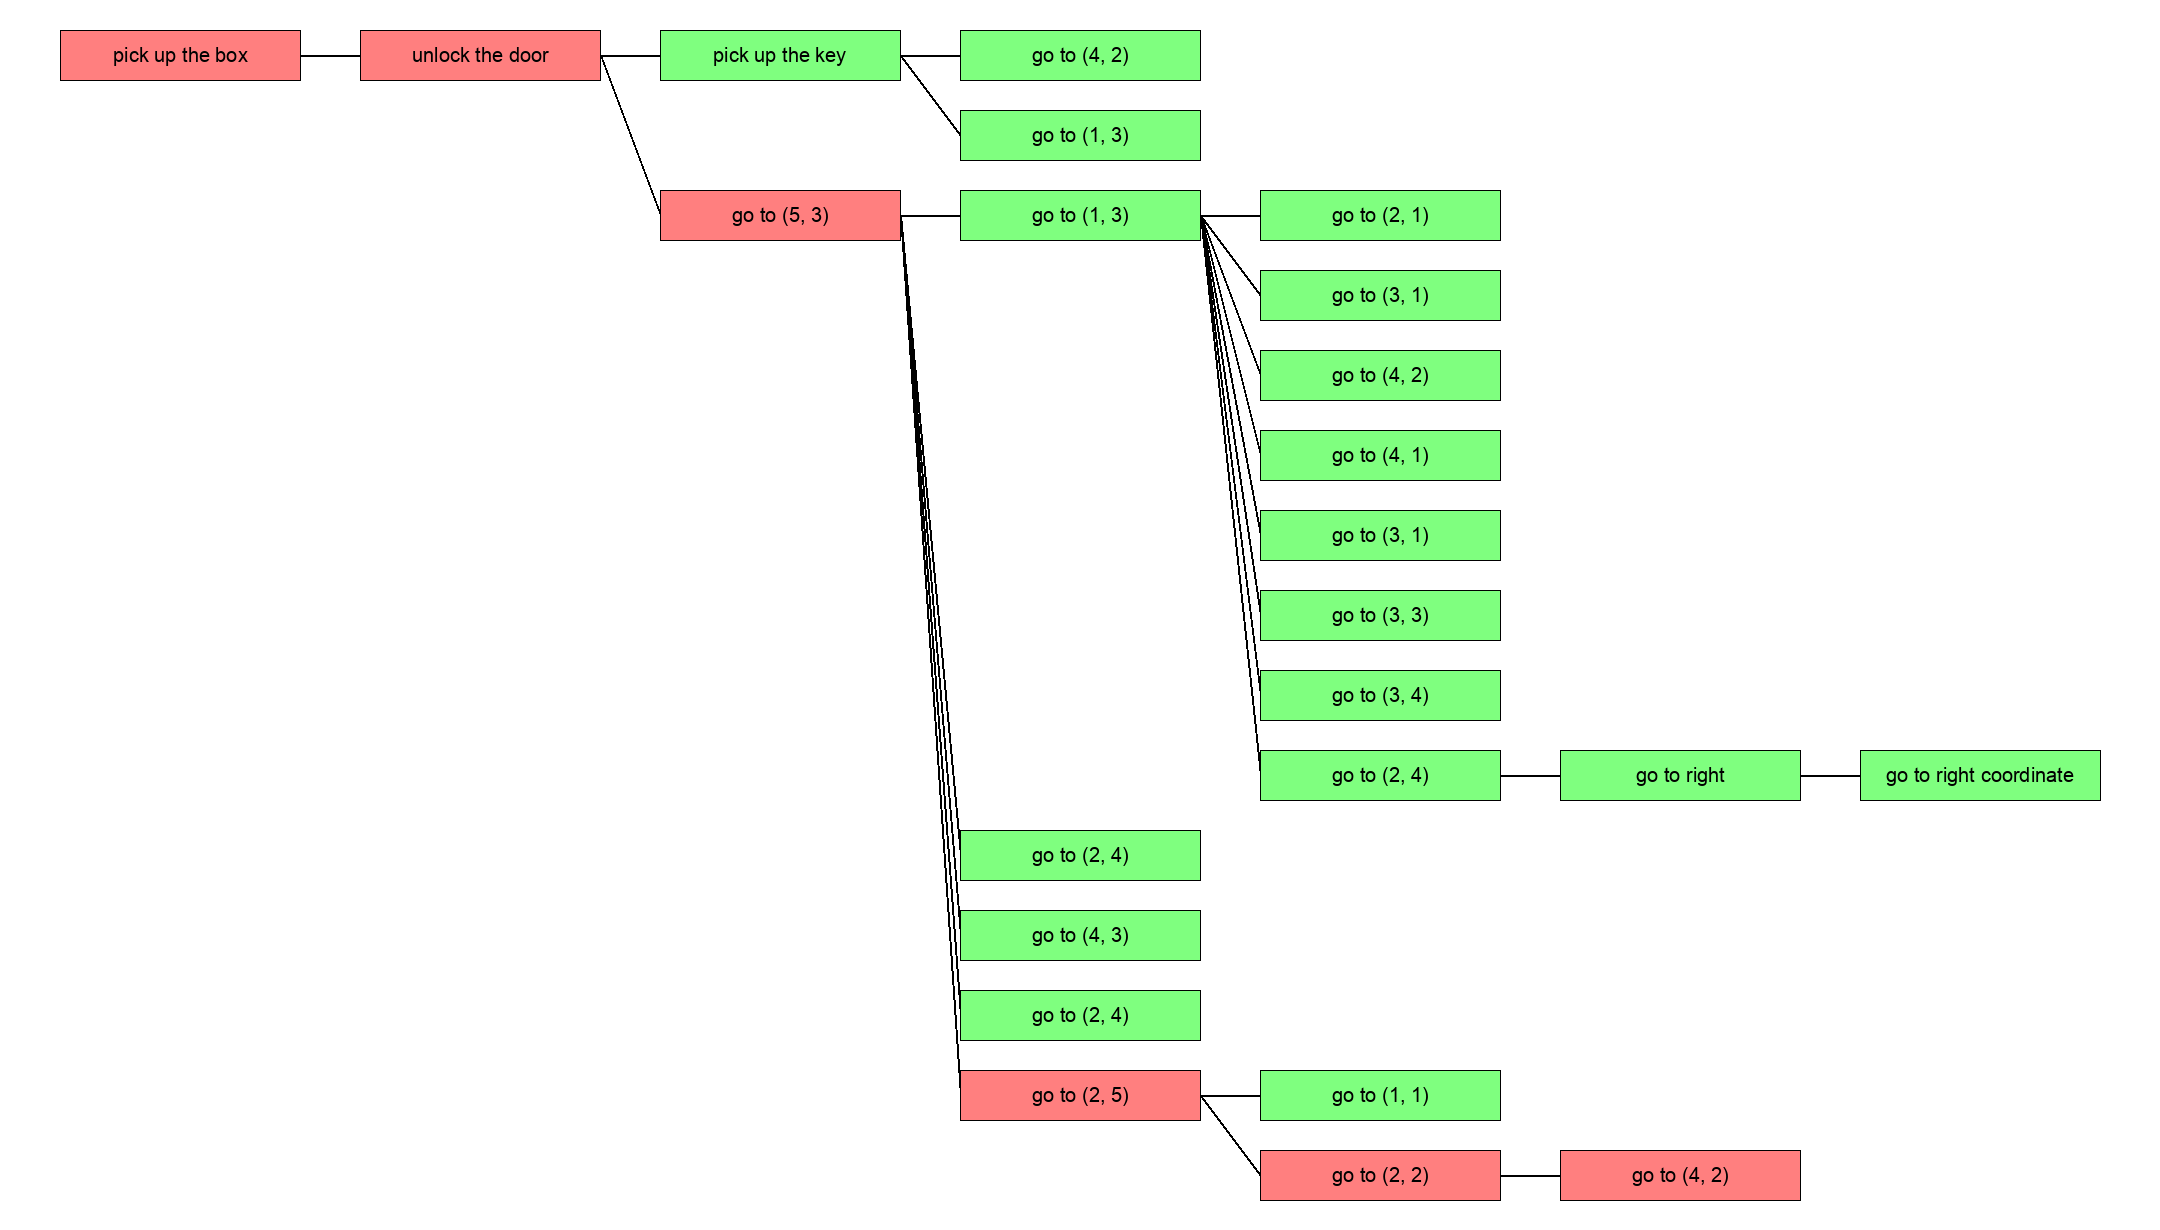 pick up the box
unlock the door
pick up the key
go to (4, 2)
go to (1, 3)
go to (5, 3)
go to (1, 3)
go to (2, 1)
go to (3, 1)
go to (4, 2)
go to (4, 1)
go to (3, 1)
go to (3, 3)
go to (3, 4)
go to (2, 4)
go to right
go to right coordinate
go to (2, 4)
go to (4, 3)
go to (2, 4)
go to (2, 5)
go to (1, 1)
go to (2, 2)
go to (4, 2)